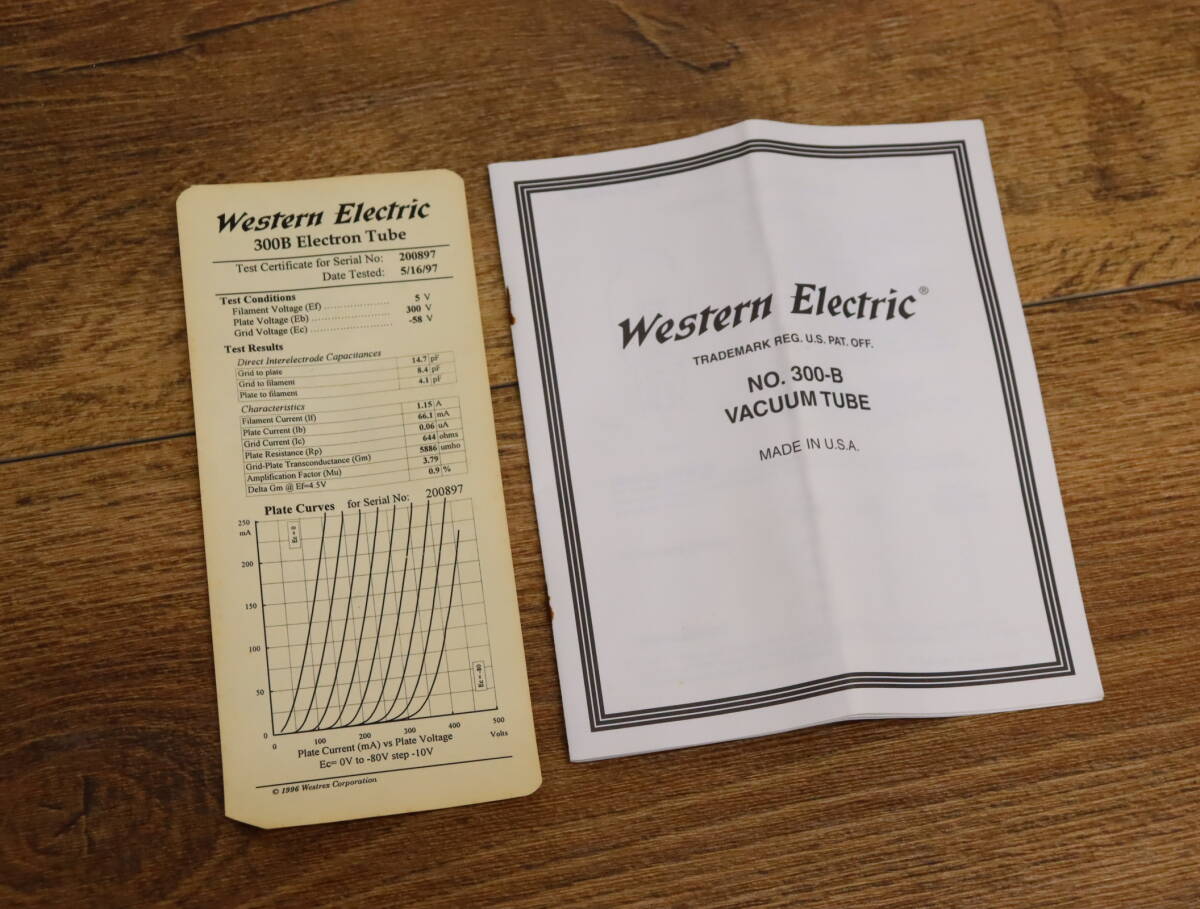 Western Electric
300B Electron Tube
Test Certificate for Serial No: 200897
Date Tested: 5/16/97
Test Conditions
Filament Voltage (Ef) ................. 5 V
Plate Voltage (Eb) ................. 300 V
Grid Voltage (Ec) ................. -58 V
Test Results
Direct Interelectrode Capacitances
Grid to plate 14.7 pF
Grid to filament 8.4 pF
Plate to filament 4.1 pF
Characteristics
Filament Current (If) 1.15 A
Plate Current (Ib) 66.1 mA
Grid Current (Ic) 0.06 uA
Plate Resistance (Rp) 644 ohms
Grid-Plate Transconductance (Gm) 5886 umho
Amplification Factor (Mu) 3.79
Delta Gm @ Ef=4.5V 0.9 %
Plate Curves for Serial No: 200897
250
mA
Ec = 0
200
150
100
50
Ec = -80
0
0 100 200 300 400 500
Volts
Plate Current (mA) vs Plate Voltage
Ec= 0V to -80V step -10V
© 1996 Westrex Corporation
Western Electric®
TRADEMARK REG. U.S. PAT. OFF.
NO. 300-B
VACUUM TUBE
MADE IN U.S.A.